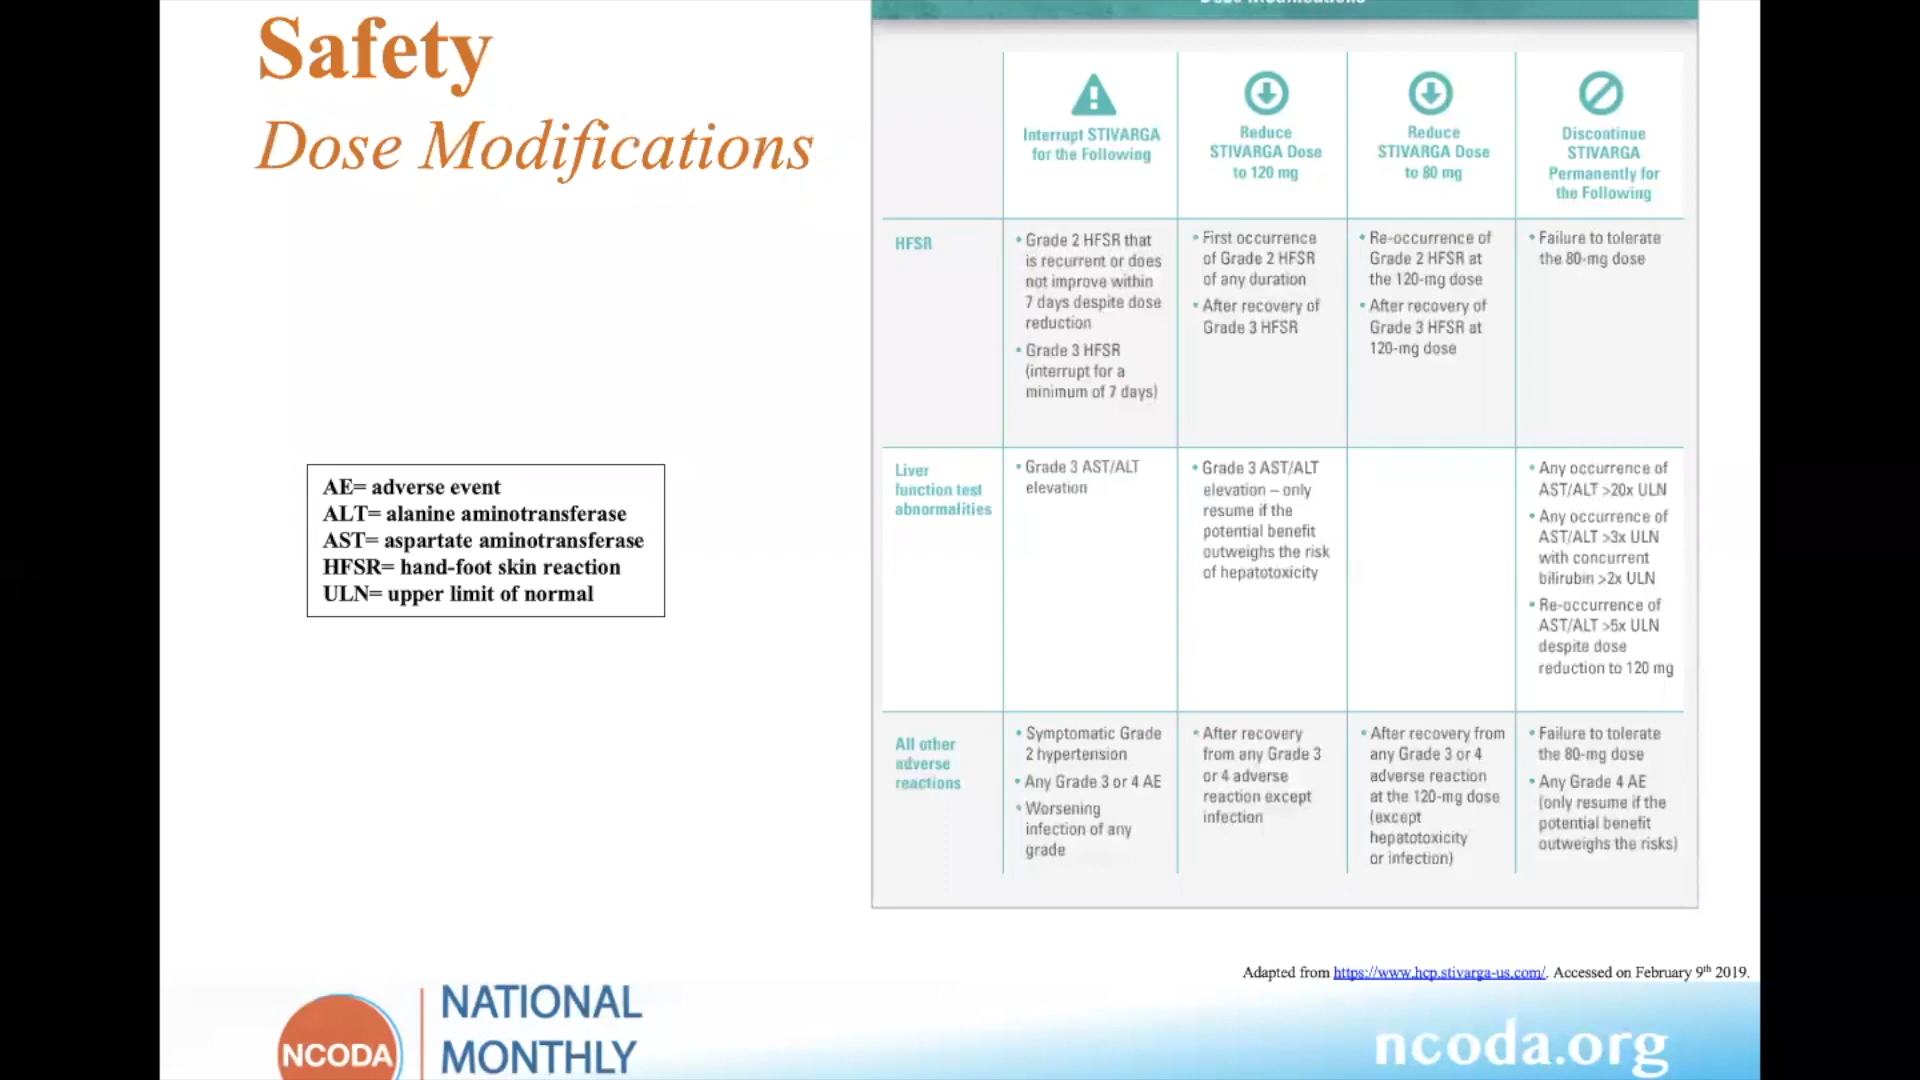 Safety
Dose Modifications
Dose Modifications
Interrupt STIVARGA
for the Following
Reduce
STIVARGA Dose
to 120 mg
Reduce
STIVARGA Dose
to 80 mg
Discontinue
STIVARGA
Permanently for
the Following
HFSR
• Grade 2 HFSR that
is recurrent or does
not improve within
7 days despite dose
reduction
• Grade 3 HFSR
(interrupt for a
minimum of 7 days)
• First occurrence
of Grade 2 HFSR
of any duration
• After recovery of
Grade 3 HFSR
• Re-occurrence of
Grade 2 HFSR at
the 120-mg dose
• After recovery of
Grade 3 HFSR at
120-mg dose
• Failure to tolerate
the 80-mg dose
Liver
function test
abnormalities
• Grade 3 AST/ALT
elevation
• Grade 3 AST/ALT
elevation – only
resume if the
potential benefit
outweighs the risk
of hepatotoxicity
• Any occurrence of
AST/ALT >20x ULN
• Any occurrence of
AST/ALT >3x ULN
with concurrent
bilirubin >2x ULN
• Re-occurrence of
AST/ALT >5x ULN
despite dose
reduction to 120 mg
All other
adverse
reactions
• Symptomatic Grade
2 hypertension
• Any Grade 3 or 4 AE
• Worsening
infection of any
grade
• After recovery
from any Grade 3
or 4 adverse
reaction except
infection
• After recovery from
any Grade 3 or 4
adverse reaction
at the 120-mg dose
(except
hepatotoxicity
or infection)
• Failure to tolerate
the 80-mg dose
• Any Grade 4 AE
(only resume if the
potential benefit
outweighs the risks)
AE= adverse event
ALT= alanine aminotransferase
AST= aspartate aminotransferase
HFSR= hand-foot skin reaction
ULN= upper limit of normal
Adapted from https://www.hcp.stivarga-us.com/. Accessed on February 9th 2019.
NCODA
NATIONAL
MONTHLY
ncoda.org